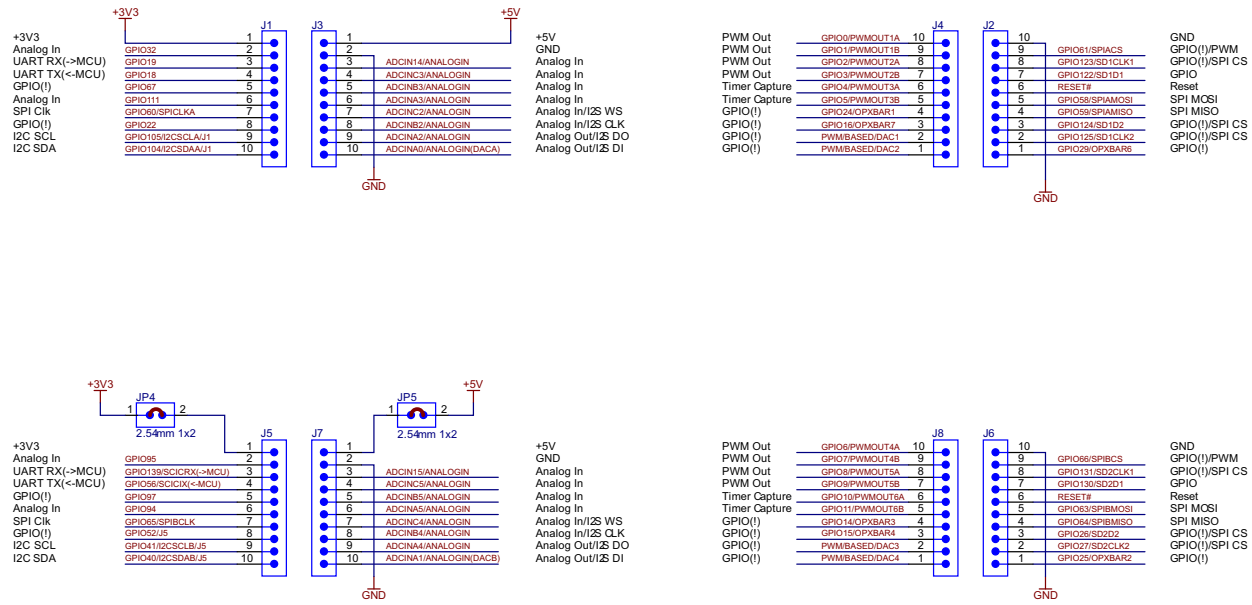 +3V3 +5V
J1 J3 J4 J2
+3V3 1 1 +5V PWM Out GPIO0/PWMOUT1A 10 10 GND
Analog In GPIO32 2 2 GND PWM Out GPIO1/PWMOUT1B 9 9 GPIO61/SPIACS GPIO(!)/PWM
UART RX(->MCU) GPIO19 3 3 ADCIN14/ANALOGIN Analog In PWM Out GPIO2/PWMOUT2A 8 8 GPIO123/SD1CLK1 GPIO(!)/SPI CS
UART TX(<-MCU) GPIO18 4 4 ADCINC3/ANALOGIN Analog In PWM Out GPIO3/PWMOUT2B 7 7 GPIO122/SD1D1 GPIO
GPIO(!) GPIO67 5 5 ADCINB3/ANALOGIN Analog In Timer Capture GPIO4/PWMOUT3A 6 6 RESET# Reset
Analog In GPIO111 6 6 ADCINA3/ANALOGIN Analog In Timer Capture GPIO5/PWMOUT3B 5 5 GPIO58/SPIAMOSI SPI MOSI
SPI Clk GPIO60/SPICLKA 7 7 ADCINC2/ANALOGIN Analog In/I2S WS GPIO(!) GPIO24/OPXBAR1 4 4 GPIO59/SPIAMISO SPI MISO
GPIO(!) GPIO22 8 8 ADCINB2/ANALOGIN Analog In/I2S CLK GPIO(!) GPIO16/OPXBAR7 3 3 GPIO124/SD1D2 GPIO(!)/SPI CS
I2C SCL GPIO105/I2CSCLA/J1 9 9 ADCINA2/ANALOGIN Analog Out/I2S DO GPIO(!) PWM/BASED/DAC1 2 2 GPIO125/SD1CLK2 GPIO(!)/SPI CS
I2C SDA GPIO104/I2CSDAA/J1 10 10 ADCINA0/ANALOGIN(DACA) Analog Out/I2S DI GPIO(!) PWM/BASED/DAC2 1 1 GPIO29/OPXBAR6 GPIO(!)
GND GND
+3V3 +5V
JP4 JP5
1 2 1 2
2.54mm 1x2 2.54mm 1x2
J5 J7 J8 J6
+3V3 1 1 +5V PWM Out GPIO6/PWMOUT4A 10 10 GND
Analog In GPIO95 2 2 GND PWM Out GPIO7/PWMOUT4B 9 9 GPIO66/SPIBCS GPIO(!)/PWM
UART RX(->MCU) GPIO139/SCICRX(->MCU) 3 3 ADCIN15/ANALOGIN Analog In PWM Out GPIO8/PWMOUT5A 8 8 GPIO131/SD2CLK1 GPIO(!)/SPI CS
UART TX(<-MCU) GPIO56/SCICIX(<-MCU) 4 4 ADCINC5/ANALOGIN Analog In PWM Out GPIO9/PWMOUT5B 7 7 GPIO130/SD2D1 GPIO
GPIO(!) GPIO97 5 5 ADCINB5/ANALOGIN Analog In Timer Capture GPIO10/PWMOUT6A 6 6 RESET# Reset
Analog In GPIO94 6 6 ADCINA5/ANALOGIN Analog In Timer Capture GPIO11/PWMOUT6B 5 5 GPIO63/SPIBMOSI SPI MOSI
SPI Clk GPIO65/SPIBCLK 7 7 ADCINC4/ANALOGIN Analog In/I2S WS GPIO(!) GPIO14/OPXBAR3 4 4 GPIO64/SPIBMISO SPI MISO
GPIO(!) GPIO52/J5 8 8 ADCINB4/ANALOGIN Analog In/I2S CLK GPIO(!) GPIO15/OPXBAR4 3 3 GPIO26/SD2D2 GPIO(!)/SPI CS
I2C SCL GPIO41/I2CSCLB/J5 9 9 ADCINA4/ANALOGIN Analog Out/I2S DO GPIO(!) PWM/BASED/DAC3 2 2 GPIO27/SD2CLK2 GPIO(!)/SPI CS
I2C SDA GPIO40/I2CSDAB/J5 10 10 ADCINA1/ANALOGIN(DACB) Analog Out/I2S DI GPIO(!) PWM/BASED/DAC4 1 1 GPIO25/OPXBAR2 GPIO(!)
GND GND